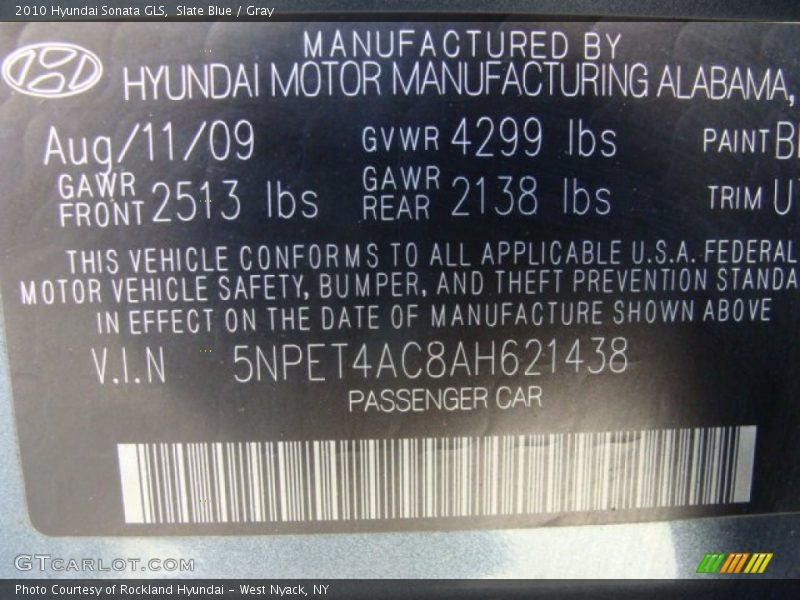 2010 Hyundai Sonata GLS, Slate Blue / Gray
MANUFACTURED BY
HYUNDAI MOTOR MANUFACTURING ALABAMA,
Aug/11/09 GVWR 4299 lbs PAINT
GAWR FRONT 2513 lbs GAWR REAR 2138 lbs TRIM
THIS VEHICLE CONFORMS TO ALL APPLICABLE U.S.A. FEDERAL
MOTOR VEHICLE SAFETY, BUMPER, AND THEFT PREVENTION STANDA
IN EFFECT ON THE DATE OF MANUFACTURE SHOWN ABOVE
V.I.N 5NPET4AC8AH621438
PASSENGER CAR
GTCARLOT.COM
Photo Courtesy of Rockland Hyundai - West Nyack, NY